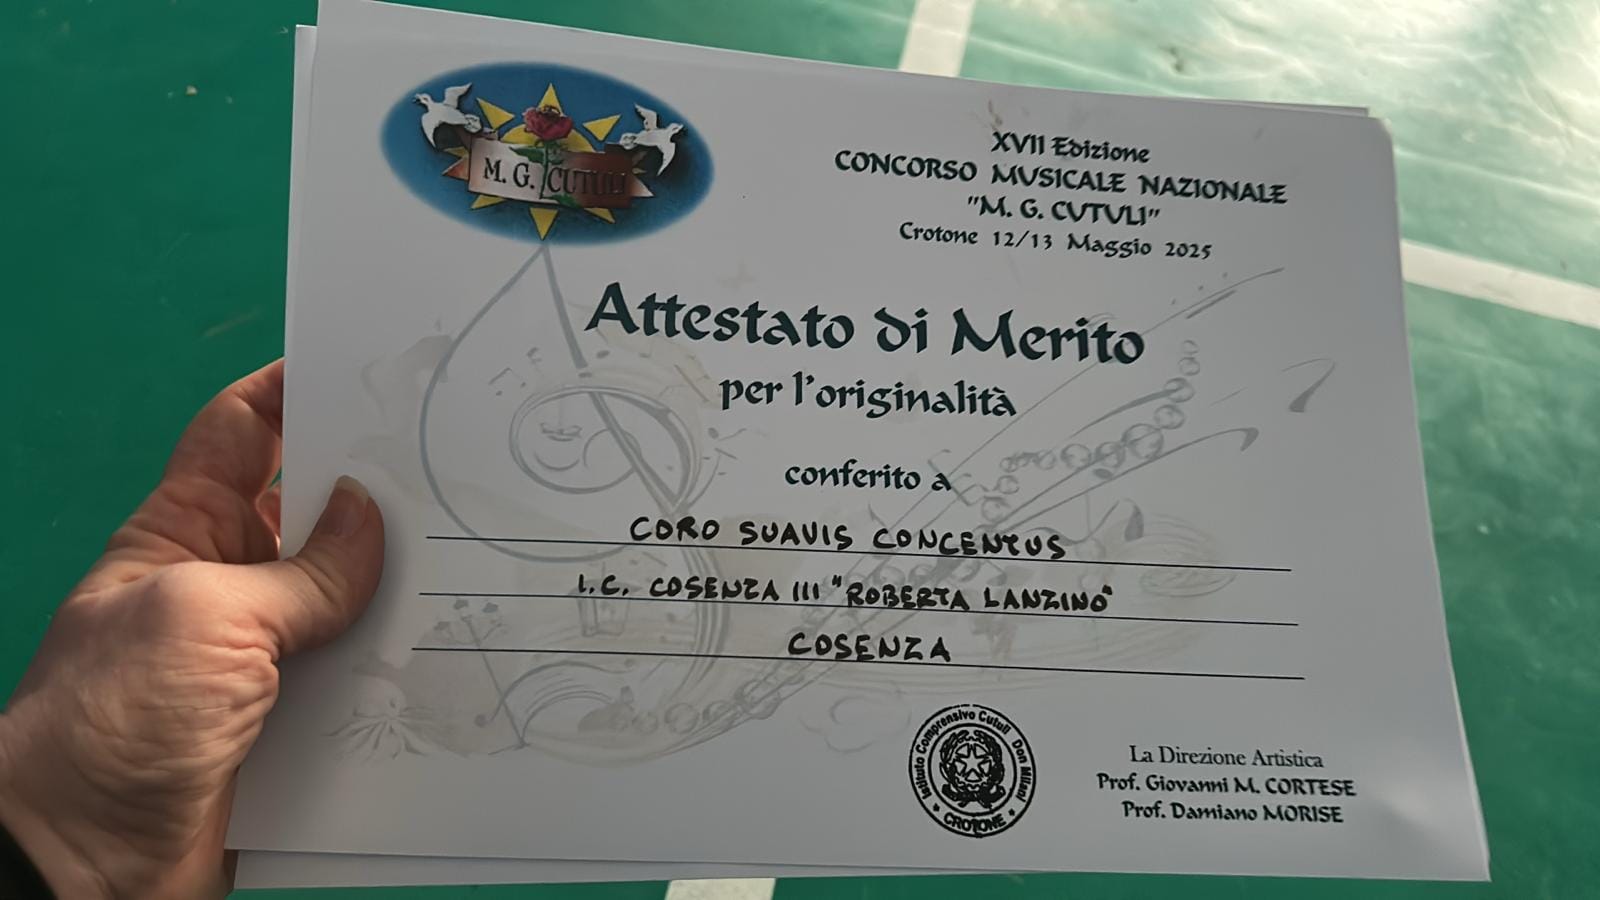 M. G. CUTULI
XVII Edizione
CONCORSO MUSICALE NAZIONALE
"M. G. CUTULI"
Crotone 12/13 Maggio 2025
Attestato di Merito
per l'originalità
conferito a
CORO SUAVIS CONCENTUS
I.C. COSENZA III "ROBERTA LANZINO"
COSENZA
Istituto Comprensivo Cutuli Don Milani
CROTONE
La Direzione Artistica
Prof. Giovanni M. CORTESE
Prof. Damiano MORISE